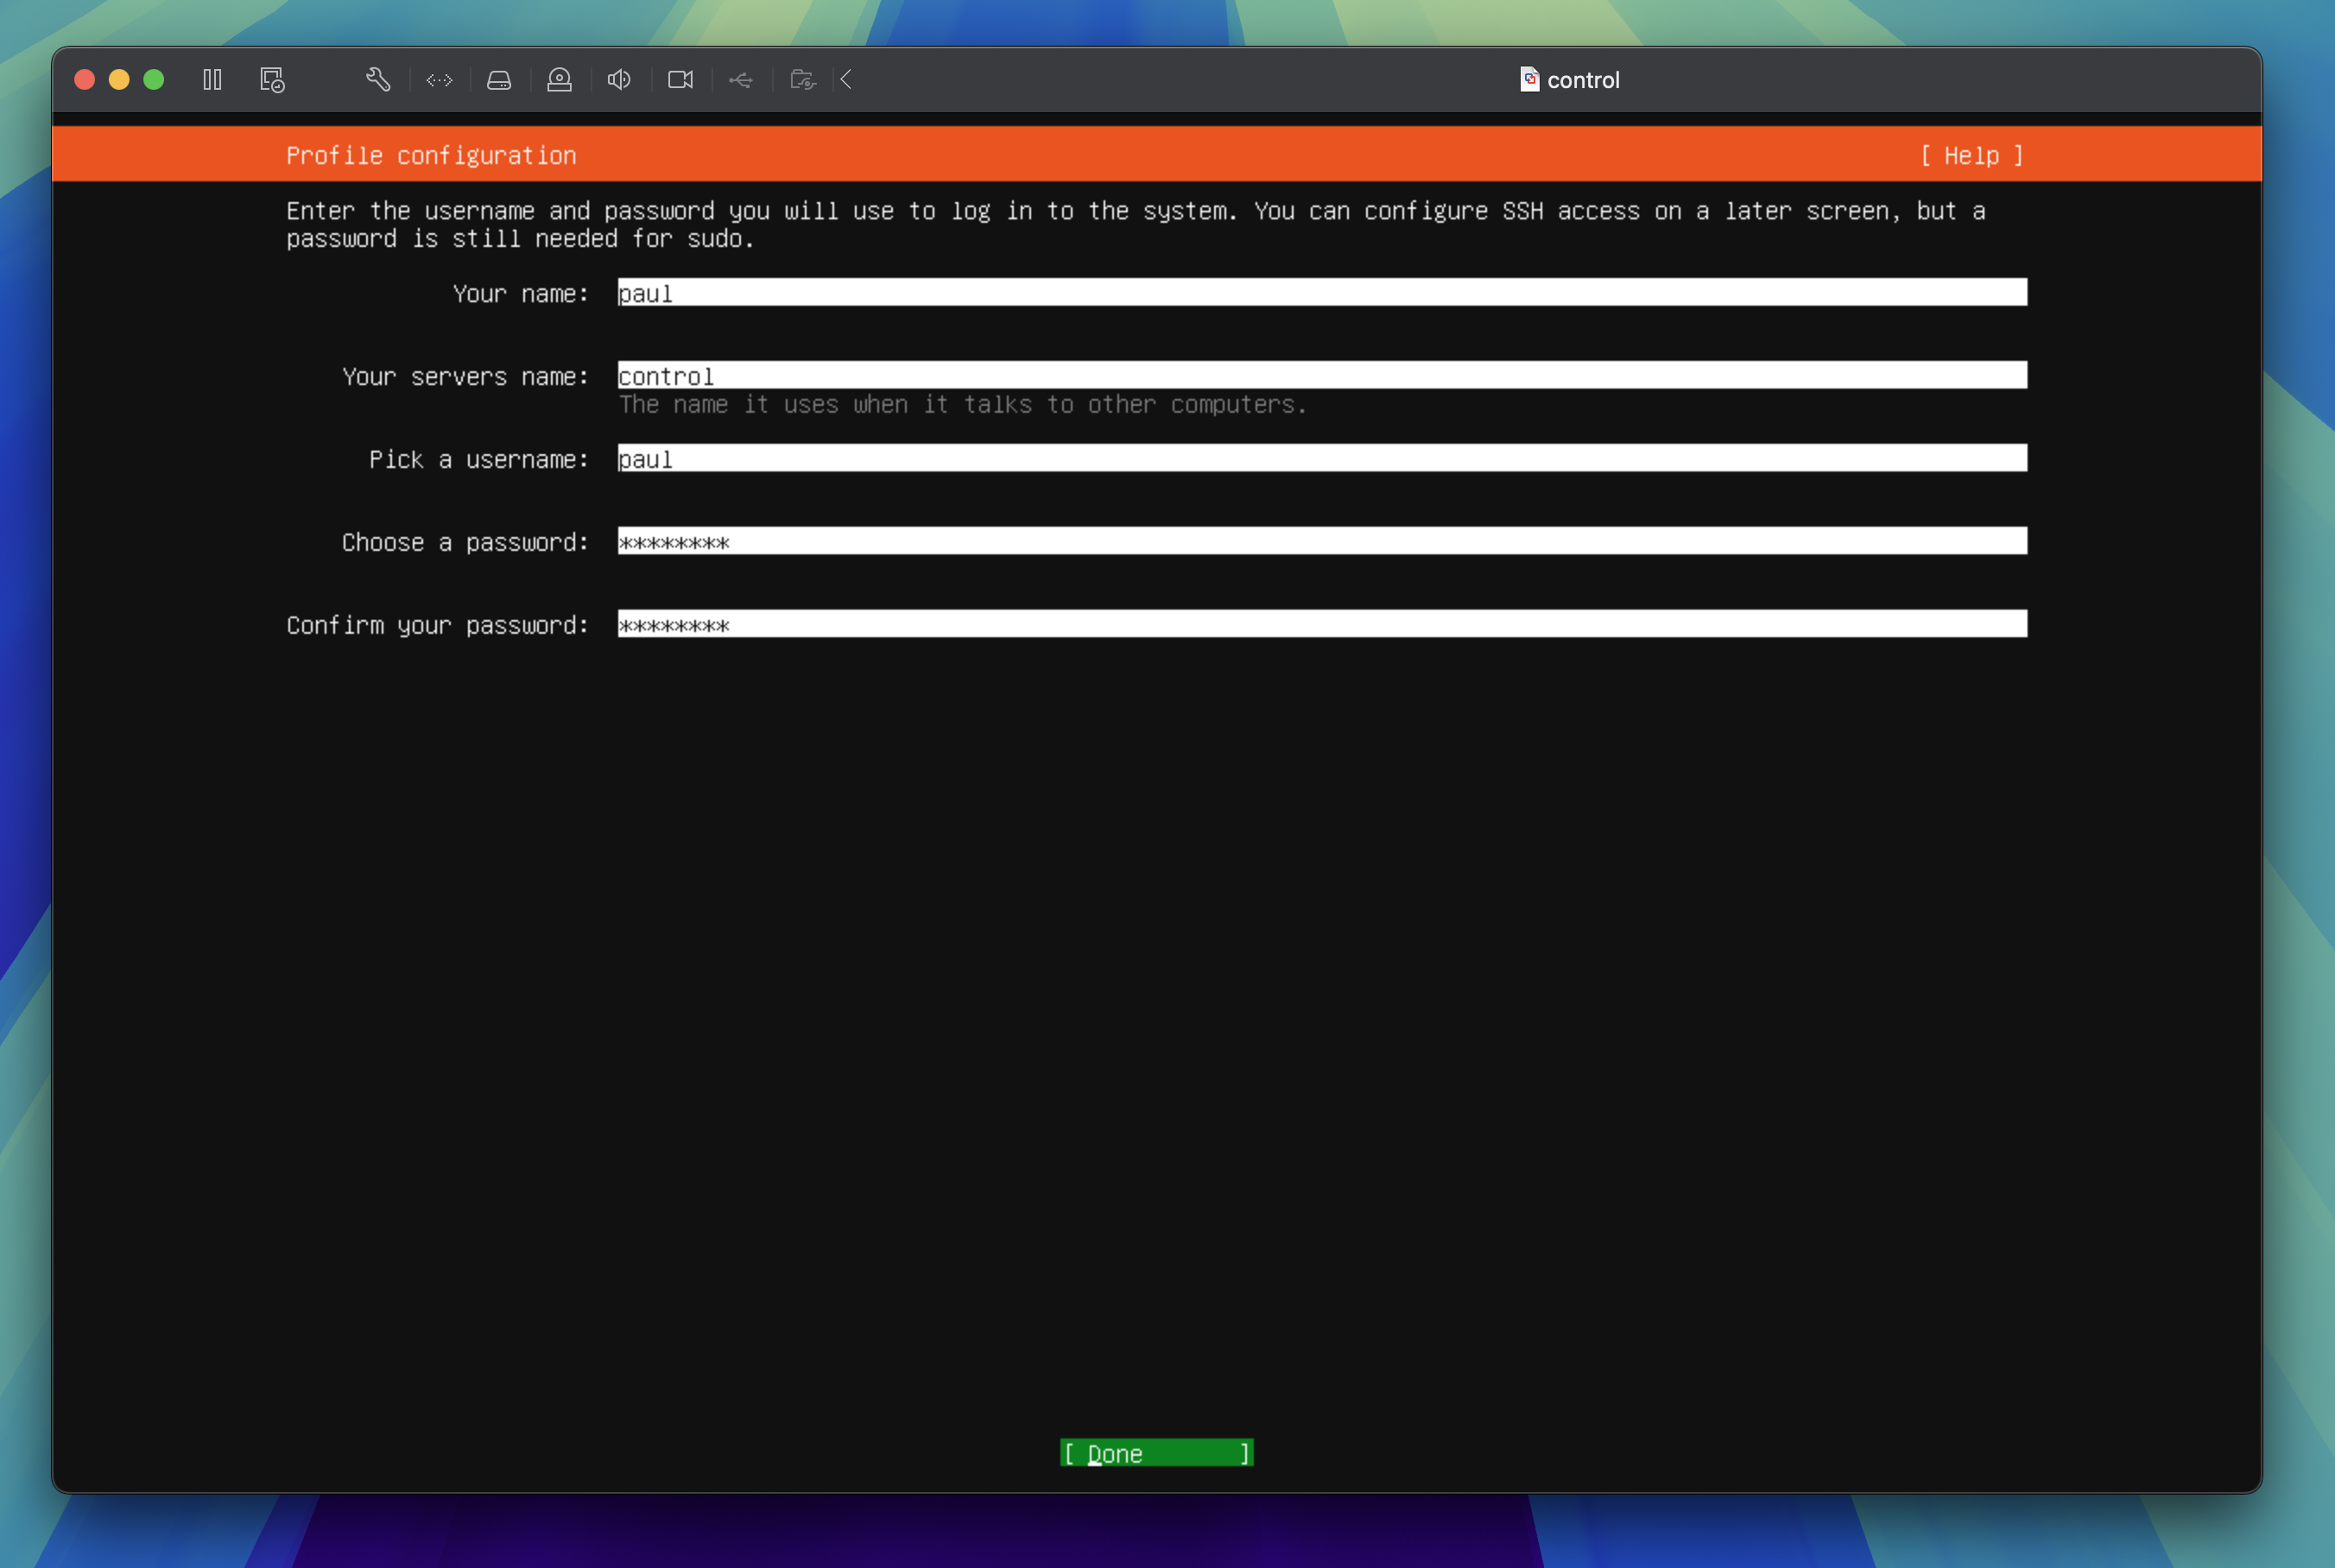 control
Profile configuration [ Help ]
Enter the username and password you will use to log in to the system. You can configure SSH access on a later screen, but a
password is still needed for sudo.
Your name: paul
Your servers name: control
The name it uses when it talks to other computers.
Pick a username: paul
Choose a password: ********
Confirm your password: ********
[ Done ]